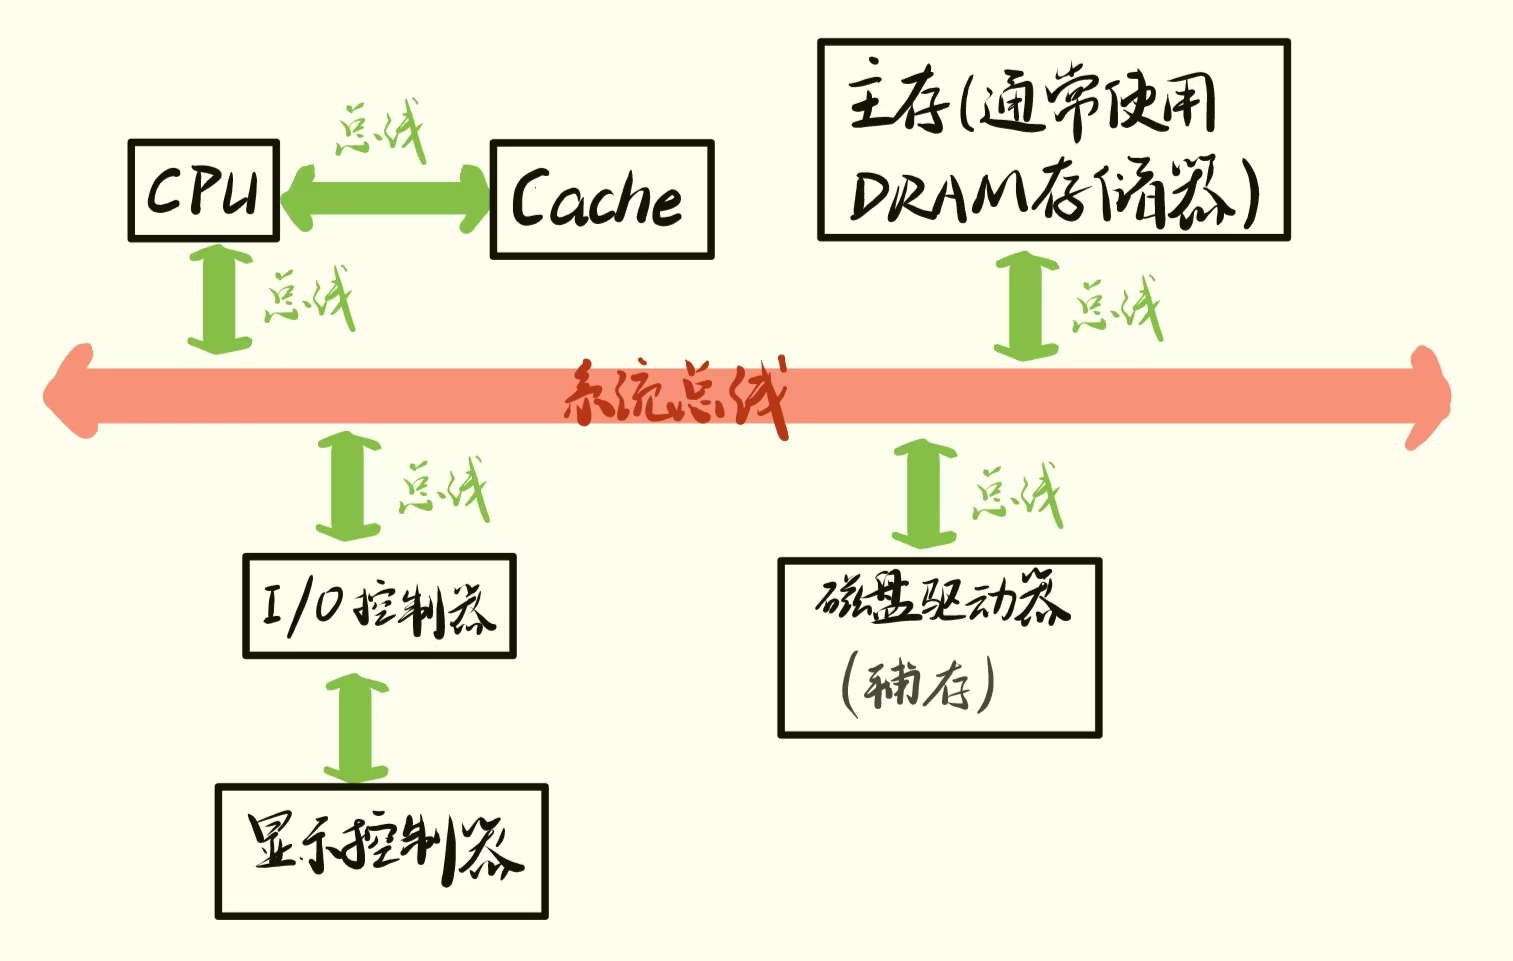 总线
CPU
Cache
主存(通常使用
DRAM存储器)
总线
总线
系统总线
总线
总线
I/O控制器
磁盘驱动器
(辅存)
显示控制器